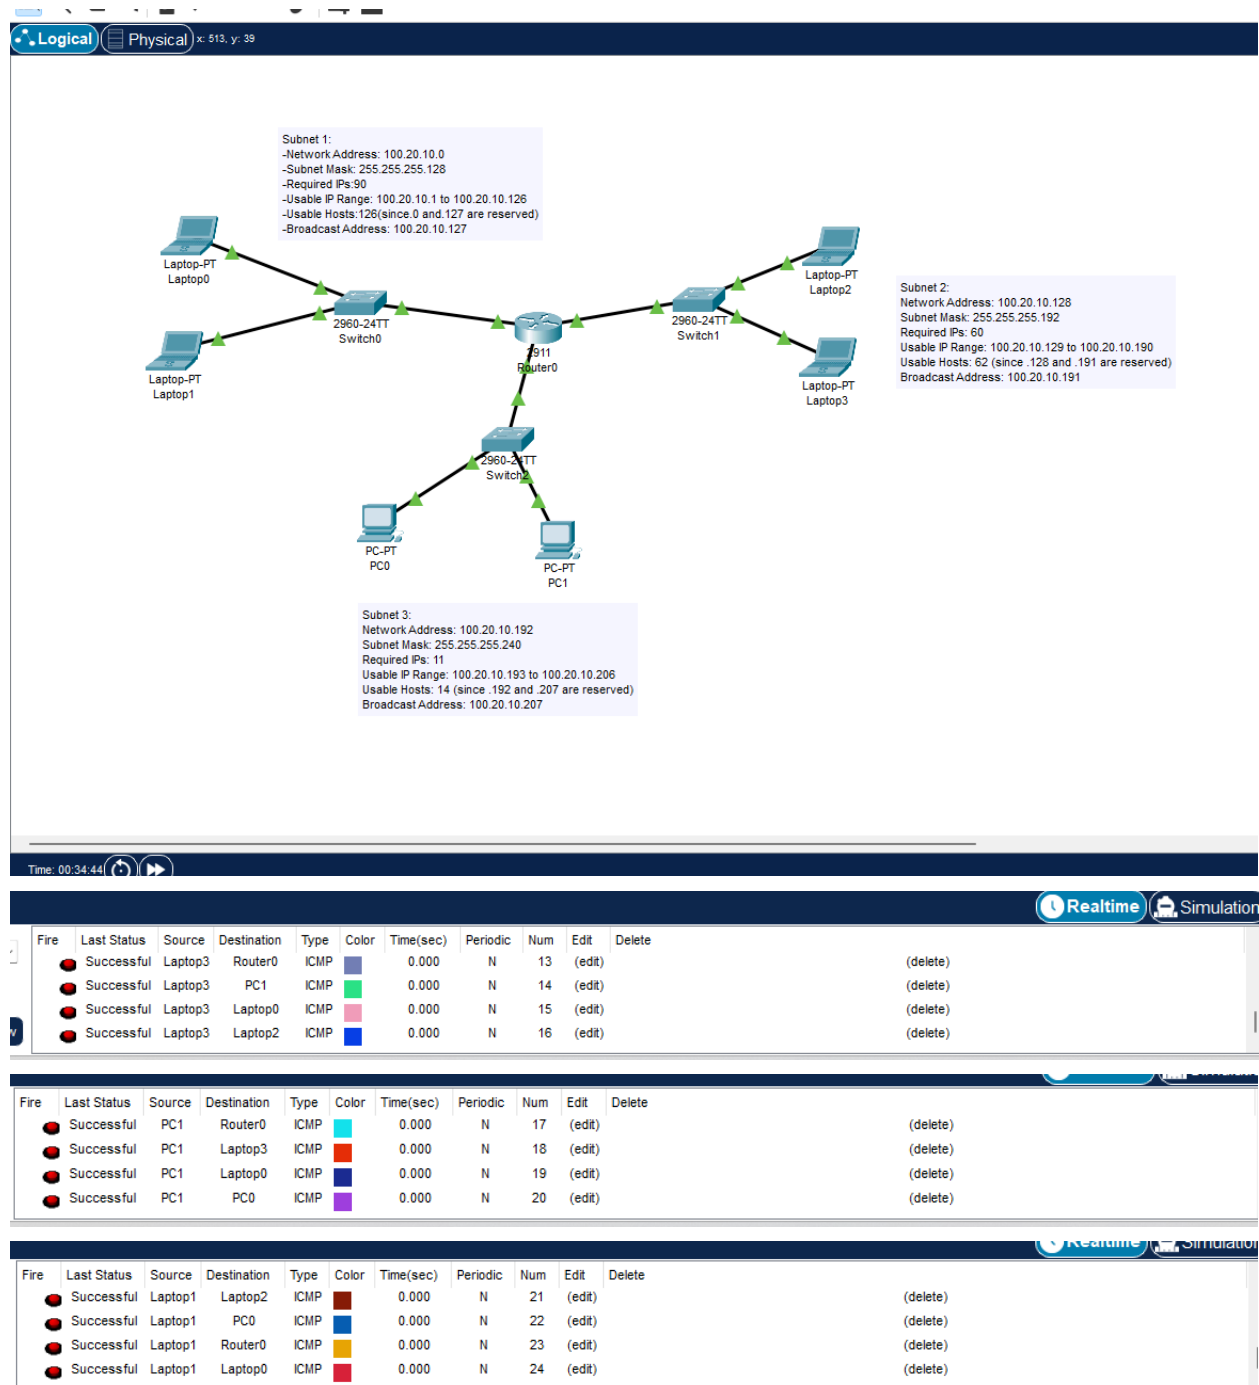 Logical Physical x: 513, y: 39
Subnet 1:
-Network Address: 100.20.10.0
-Subnet Mask: 255.255.255.128
-Required IPs:90
-Usable IP Range: 100.20.10.1 to 100.20.10.126
-Usable Hosts:126(since.0 and.127 are reserved)
-Broadcast Address: 100.20.10.127
Laptop-PT
Laptop0
Laptop-PT
Laptop1
2960-24TT
Switch0
2911
Router0
2960-24TT
Switch1
Laptop-PT
Laptop2
Laptop-PT
Laptop3
Subnet 2:
Network Address: 100.20.10.128
Subnet Mask: 255.255.255.192
Required IPs: 60
Usable IP Range: 100.20.10.129 to 100.20.10.190
Usable Hosts: 62 (since .128 and .191 are reserved)
Broadcast Address: 100.20.10.191
2960-24TT
Switch2
PC-PT
PC0
PC-PT
PC1
Subnet 3:
Network Address: 100.20.10.192
Subnet Mask: 255.255.255.240
Required IPs: 11
Usable IP Range: 100.20.10.193 to 100.20.10.206
Usable Hosts: 14 (since .192 and .207 are reserved)
Broadcast Address: 100.20.10.207
Time: 00:34:44
Realtime Simulation
Fire Last Status Source Destination Type Color Time(sec) Periodic Num Edit Delete
Successful Laptop3 Router0 ICMP 0.000 N 13 (edit) (delete)
Successful Laptop3 PC1 ICMP 0.000 N 14 (edit) (delete)
Successful Laptop3 Laptop0 ICMP 0.000 N 15 (edit) (delete)
Successful Laptop3 Laptop2 ICMP 0.000 N 16 (edit) (delete)
Fire Last Status Source Destination Type Color Time(sec) Periodic Num Edit Delete
Successful PC1 Router0 ICMP 0.000 N 17 (edit) (delete)
Successful PC1 Laptop3 ICMP 0.000 N 18 (edit) (delete)
Successful PC1 Laptop0 ICMP 0.000 N 19 (edit) (delete)
Successful PC1 PC0 ICMP 0.000 N 20 (edit) (delete)
Realtime Simulation
Fire Last Status Source Destination Type Color Time(sec) Periodic Num Edit Delete
Successful Laptop1 Laptop2 ICMP 0.000 N 21 (edit) (delete)
Successful Laptop1 PC0 ICMP 0.000 N 22 (edit) (delete)
Successful Laptop1 Router0 ICMP 0.000 N 23 (edit) (delete)
Successful Laptop1 Laptop0 ICMP 0.000 N 24 (edit) (delete)